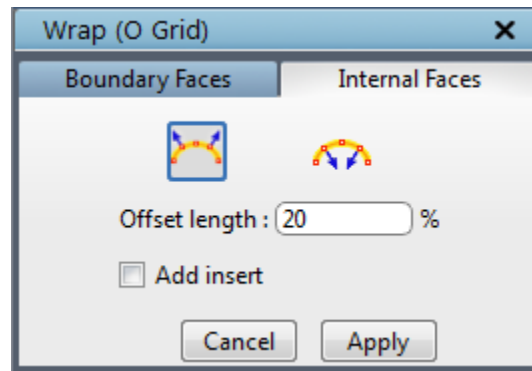 Wrap (O Grid)
Boundary Faces
Internal Faces
Offset length : 20 %
Add insert
Cancel
Apply